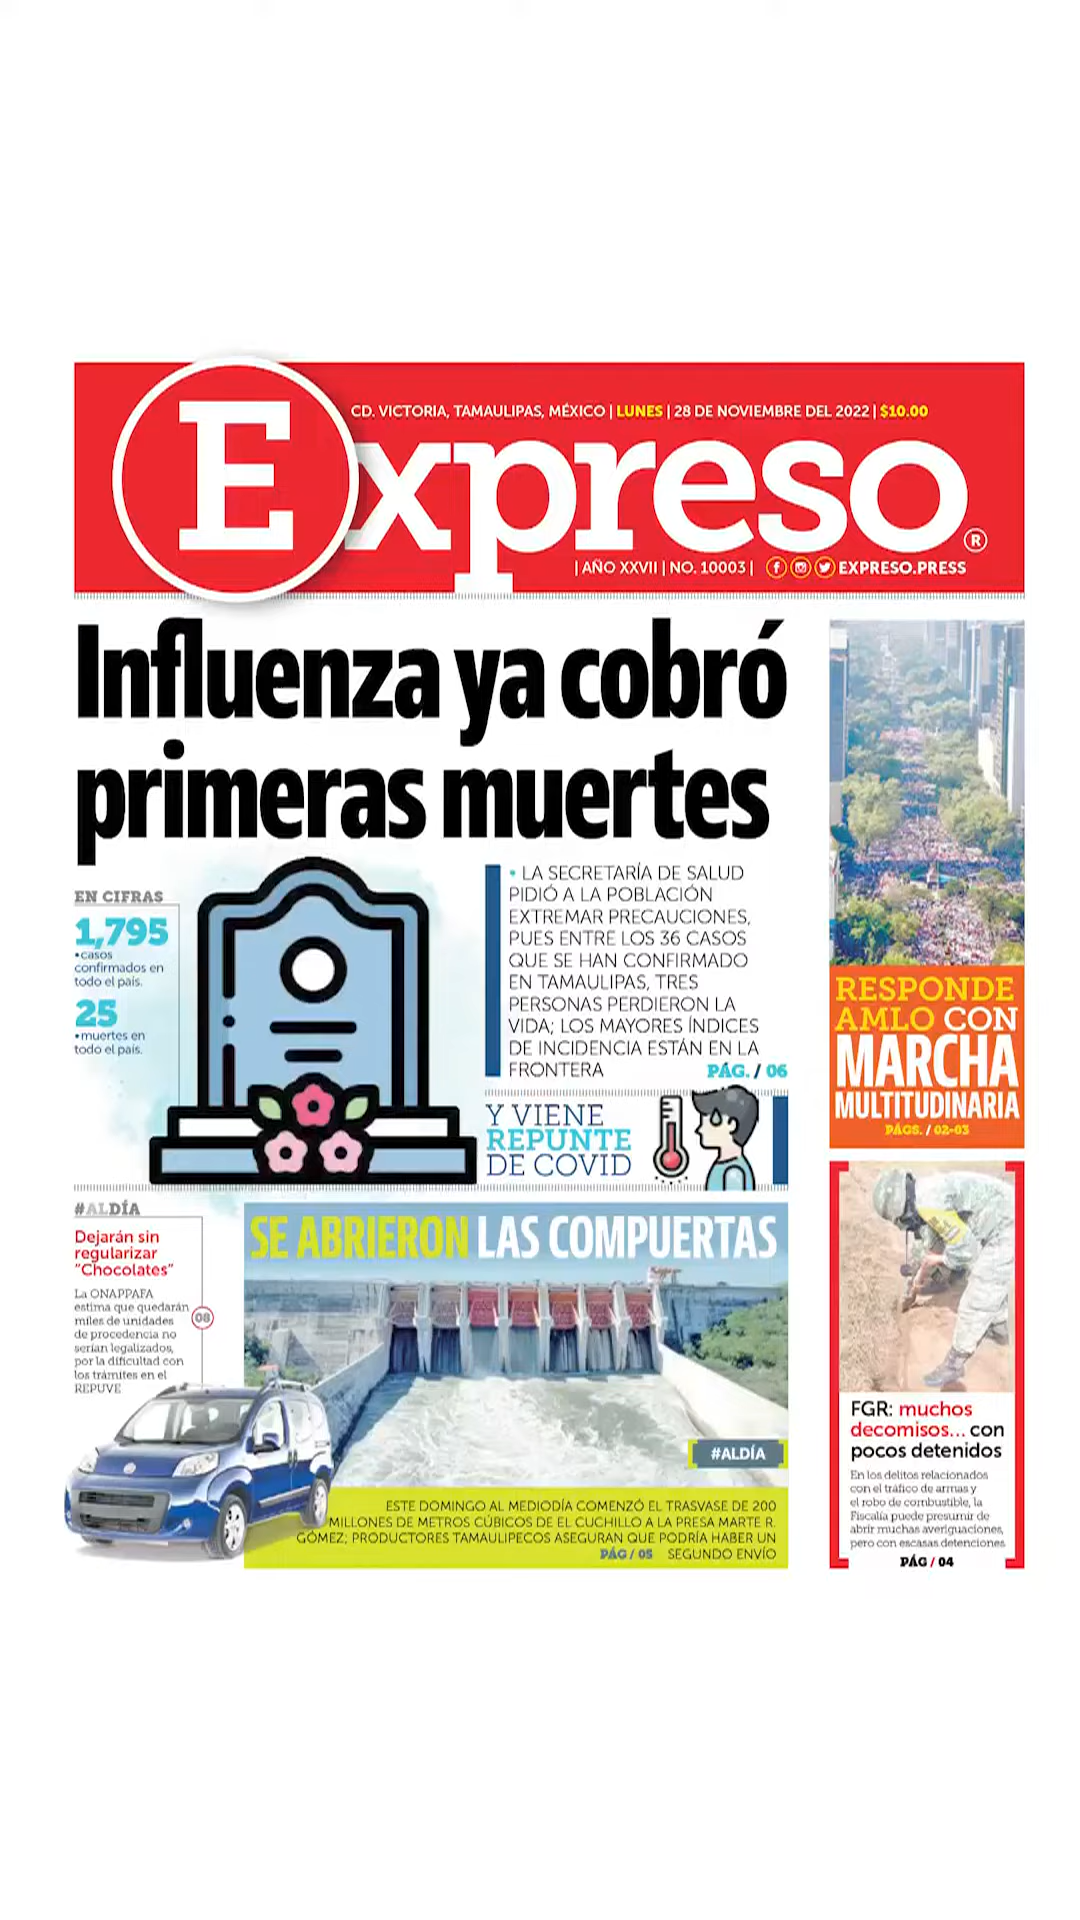 CD. VICTORIA, TAMAULIPAS, MÉXICO | LUNES | 28 DE NOVIEMBRE DEL 2022 | $10.00
Expreso®
| AÑO XXVII | NO. 10003 | EXPRESO.PRESS
Influenza ya cobró
primeras muertes
EN CIFRAS
1,795
•casos
confirmados en
todo el país.
25
•muertes en
todo el país.
• LA SECRETARÍA DE SALUD
PIDIÓ A LA POBLACIÓN
EXTREMAR PRECAUCIONES,
PUES ENTRE LOS 36 CASOS
QUE SE HAN CONFIRMADO
EN TAMAULIPAS, TRES
PERSONAS PERDIERON LA
VIDA; LOS MAYORES ÍNDICES
DE INCIDENCIA ESTÁN EN LA
FRONTERA PÁG. / 06
Y VIENE
REPUNTE
DE COVID
RESPONDE
AMLO CON
MARCHA
MULTITUDINARIA
PÁGS. / 02-03
#ALDÍA
Dejarán sin
regularizar
"Chocolates"
La ONAPPAFA
estima que quedarán
miles de unidades
de procedencia no
serían legalizados,
por la dificultad con
los trámites en el
REPUVE
08
SE ABRIERON LAS COMPUERTAS
#ALDÍA
ESTE DOMINGO AL MEDIODÍA COMENZÓ EL TRASVASE DE 200
MILLONES DE METROS CÚBICOS DE EL CUCHILLO A LA PRESA MARTE R.
GÓMEZ; PRODUCTORES TAMAULIPECOS ASEGURAN QUE PODRÍA HABER UN
PÁG / 05 SEGUNDO ENVÍO
FGR: muchos
decomisos... con
pocos detenidos
En los delitos relacionados
con el tráfico de armas y
el robo de combustible, la
Fiscalía puede presumir de
abrir muchas averiguaciones,
pero con escasas detenciones
PÁG / 04